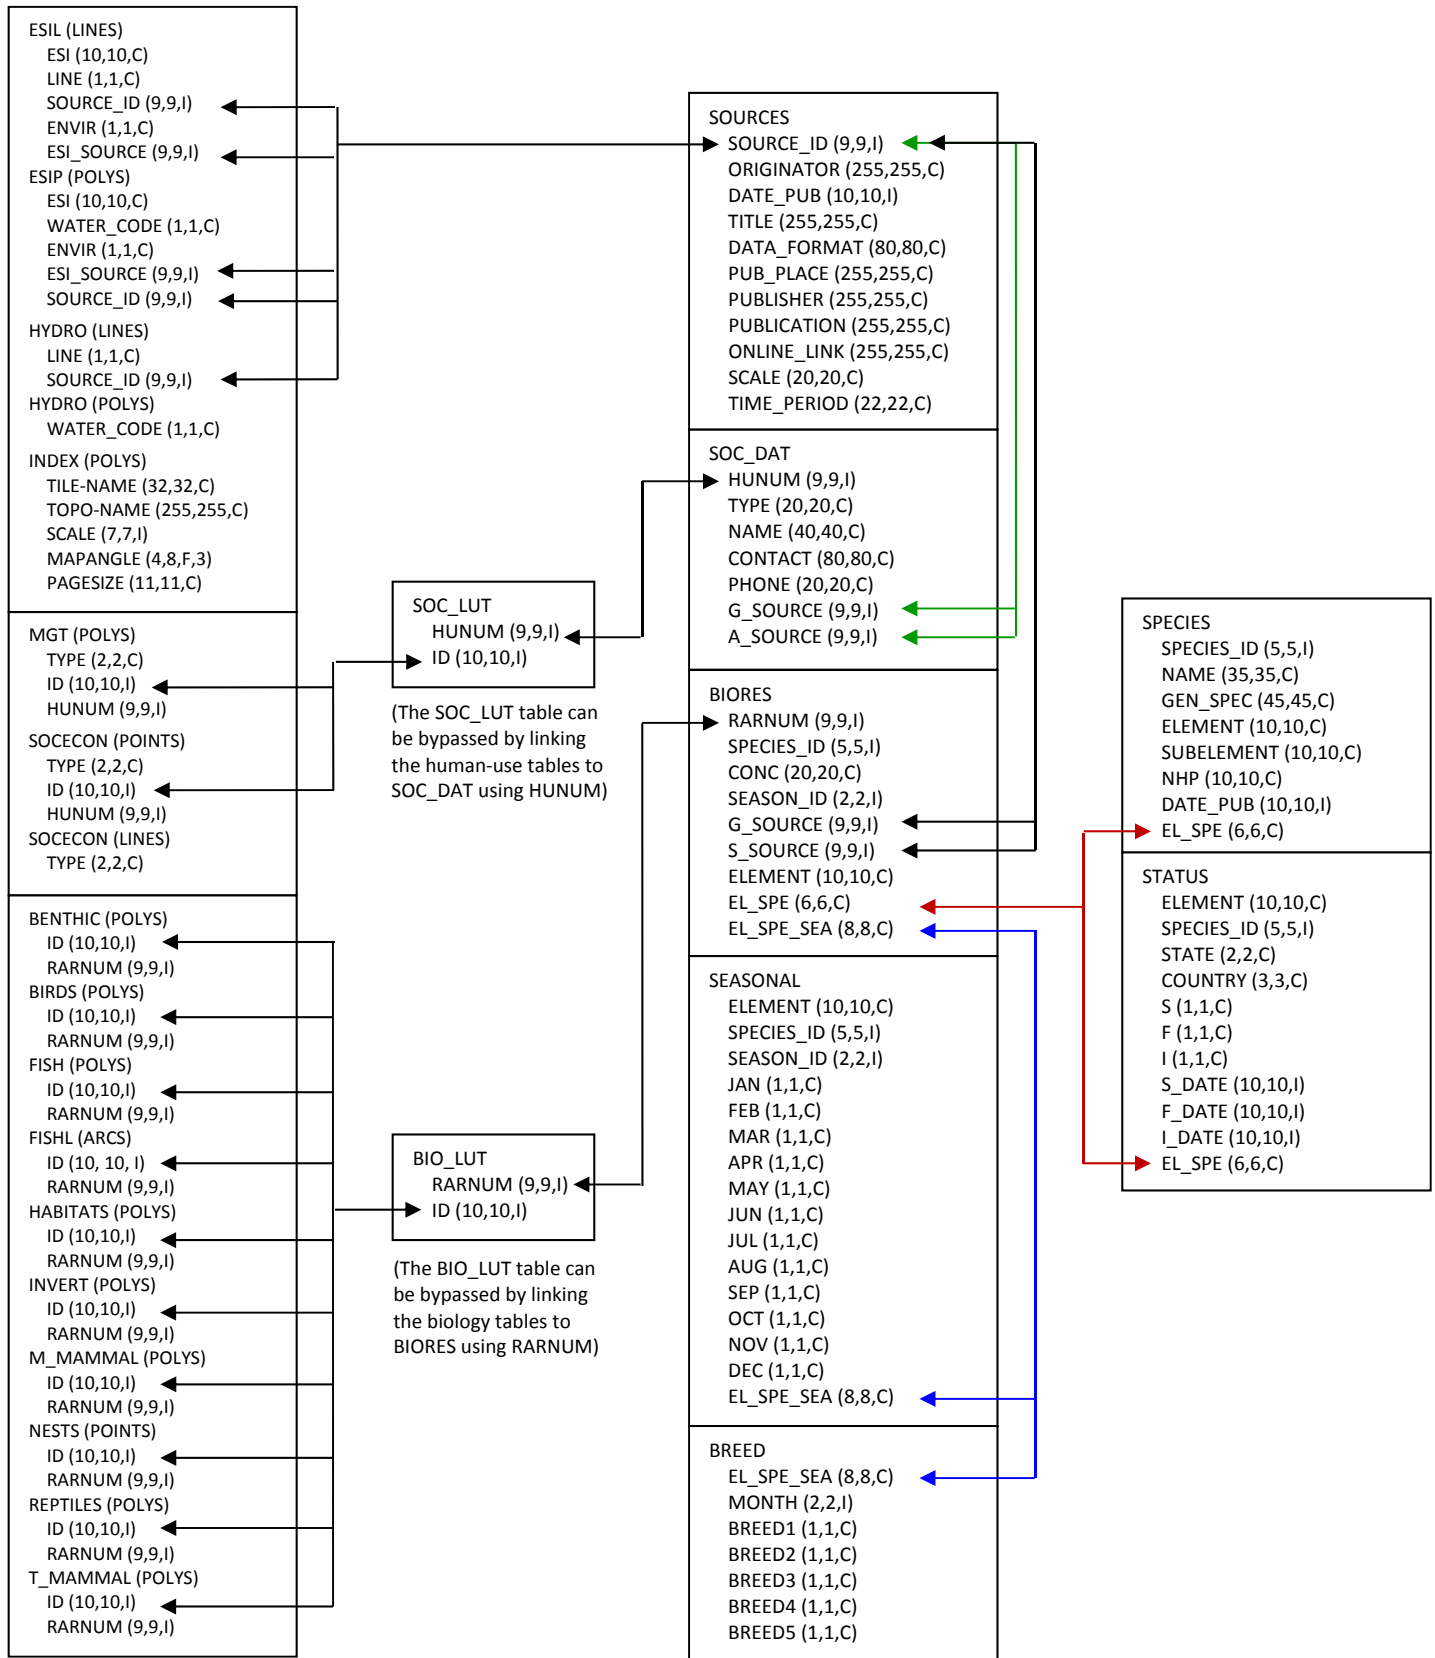 ESIL (LINES)
ESI (10,10,C)
LINE (1,1,C)
SOURCE_ID (9,9,I)
ENVIR (1,1,C)
ESI_SOURCE (9,9,I)
ESIP (POLYS)
ESI (10,10,C)
WATER_CODE (1,1,C)
ENVIR (1,1,C)
ESI_SOURCE (9,9,I)
SOURCE_ID (9,9,I)
HYDRO (LINES)
LINE (1,1,C)
SOURCE_ID (9,9,I)
HYDRO (POLYS)
WATER_CODE (1,1,C)
INDEX (POLYS)
TILE-NAME (32,32,C)
TOPO-NAME (255,255,C)
SCALE (7,7,I)
MAPANGLE (4,8,F,3)
PAGESIZE (11,11,C)
MGT (POLYS)
TYPE (2,2,C)
ID (10,10,I)
HUNUM (9,9,I)
SOCECON (POINTS)
TYPE (2,2,C)
ID (10,10,I)
HUNUM (9,9,I)
SOCECON (LINES)
TYPE (2,2,C)
BENTHIC (POLYS)
ID (10,10,I)
RARNUM (9,9,I)
BIRDS (POLYS)
ID (10,10,I)
RARNUM (9,9,I)
FISH (POLYS)
ID (10,10,I)
RARNUM (9,9,I)
FISHL (ARCS)
ID (10, 10, I)
RARNUM (9,9,I)
HABITATS (POLYS)
ID (10,10,I)
RARNUM (9,9,I)
INVERT (POLYS)
ID (10,10,I)
RARNUM (9,9,I)
M_MAMMAL (POLYS)
ID (10,10,I)
RARNUM (9,9,I)
NESTS (POINTS)
ID (10,10,I)
RARNUM (9,9,I)
REPTILES (POLYS)
ID (10,10,I)
RARNUM (9,9,I)
T_MAMMAL (POLYS)
ID (10,10,I)
RARNUM (9,9,I)
SOC_LUT
HUNUM (9,9,I)
ID (10,10,I)
(The SOC_LUT table can
be bypassed by linking
the human-use tables to
SOC_DAT using HUNUM)
BIO_LUT
RARNUM (9,9,I)
ID (10,10,I)
(The BIO_LUT table can
be bypassed by linking
the biology tables to
BIORES using RARNUM)
SOURCES
SOURCE_ID (9,9,I)
ORIGINATOR (255,255,C)
DATE_PUB (10,10,I)
TITLE (255,255,C)
DATA_FORMAT (80,80,C)
PUB_PLACE (255,255,C)
PUBLISHER (255,255,C)
PUBLICATION (255,255,C)
ONLINE_LINK (255,255,C)
SCALE (20,20,C)
TIME_PERIOD (22,22,C)
SOC_DAT
HUNUM (9,9,I)
TYPE (20,20,C)
NAME (40,40,C)
CONTACT (80,80,C)
PHONE (20,20,C)
G_SOURCE (9,9,I)
A_SOURCE (9,9,I)
BIORES
RARNUM (9,9,I)
SPECIES_ID (5,5,I)
CONC (20,20,C)
SEASON_ID (2,2,I)
G_SOURCE (9,9,I)
S_SOURCE (9,9,I)
ELEMENT (10,10,C)
EL_SPE (6,6,C)
EL_SPE_SEA (8,8,C)
SEASONAL
ELEMENT (10,10,C)
SPECIES_ID (5,5,I)
SEASON_ID (2,2,I)
JAN (1,1,C)
FEB (1,1,C)
MAR (1,1,C)
APR (1,1,C)
MAY (1,1,C)
JUN (1,1,C)
JUL (1,1,C)
AUG (1,1,C)
SEP (1,1,C)
OCT (1,1,C)
NOV (1,1,C)
DEC (1,1,C)
EL_SPE_SEA (8,8,C)
BREED
EL_SPE_SEA (8,8,C)
MONTH (2,2,I)
BREED1 (1,1,C)
BREED2 (1,1,C)
BREED3 (1,1,C)
BREED4 (1,1,C)
BREED5 (1,1,C)
SPECIES
SPECIES_ID (5,5,I)
NAME (35,35,C)
GEN_SPEC (45,45,C)
ELEMENT (10,10,C)
SUBELEMENT (10,10,C)
NHP (10,10,C)
DATE_PUB (10,10,I)
EL_SPE (6,6,C)
STATUS
ELEMENT (10,10,C)
SPECIES_ID (5,5,I)
STATE (2,2,C)
COUNTRY (3,3,C)
S (1,1,C)
F (1,1,C)
I (1,1,C)
S_DATE (10,10,I)
F_DATE (10,10,I)
I_DATE (10,10,I)
EL_SPE (6,6,C)